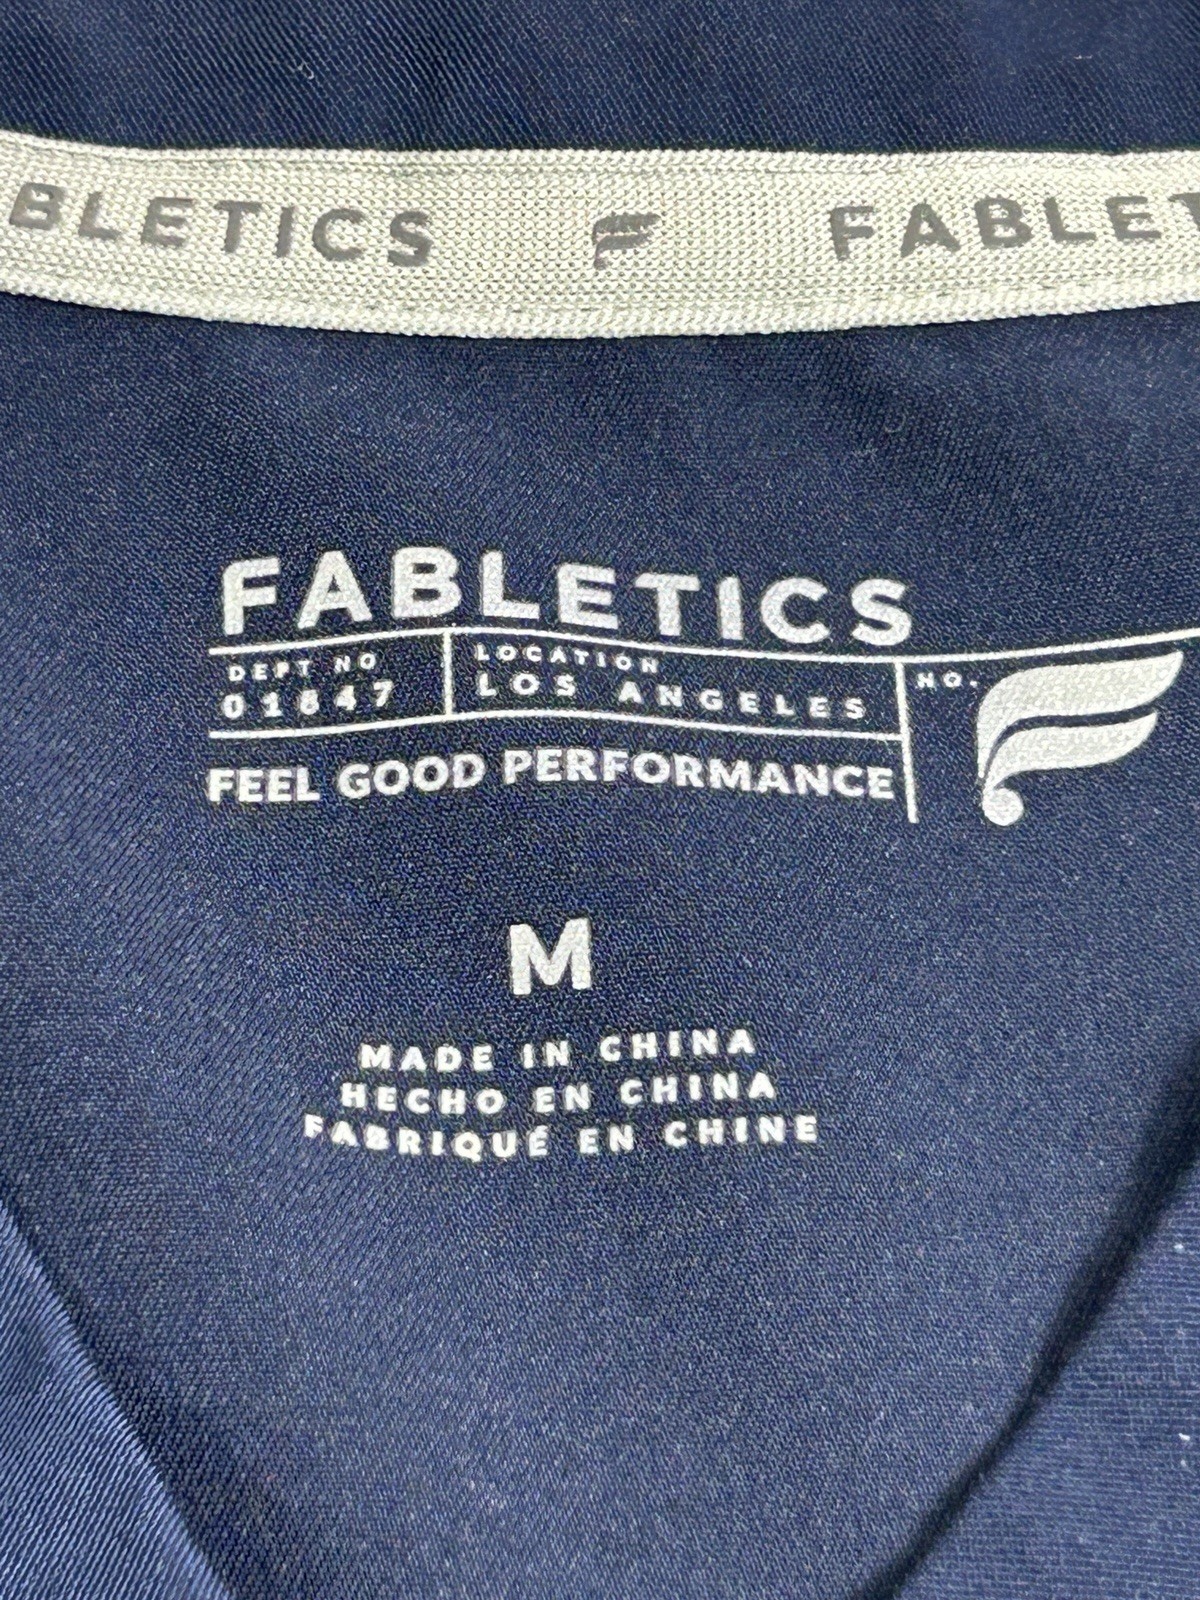 BLETICS FABLET
FABLETICS
DEPT NO
01847
LOCATION
LOS ANGELES
NO.
FEEL GOOD PERFORMANCE
M
MADE IN CHINA
HECHO EN CHINA
FABRIQUÉ EN CHINE